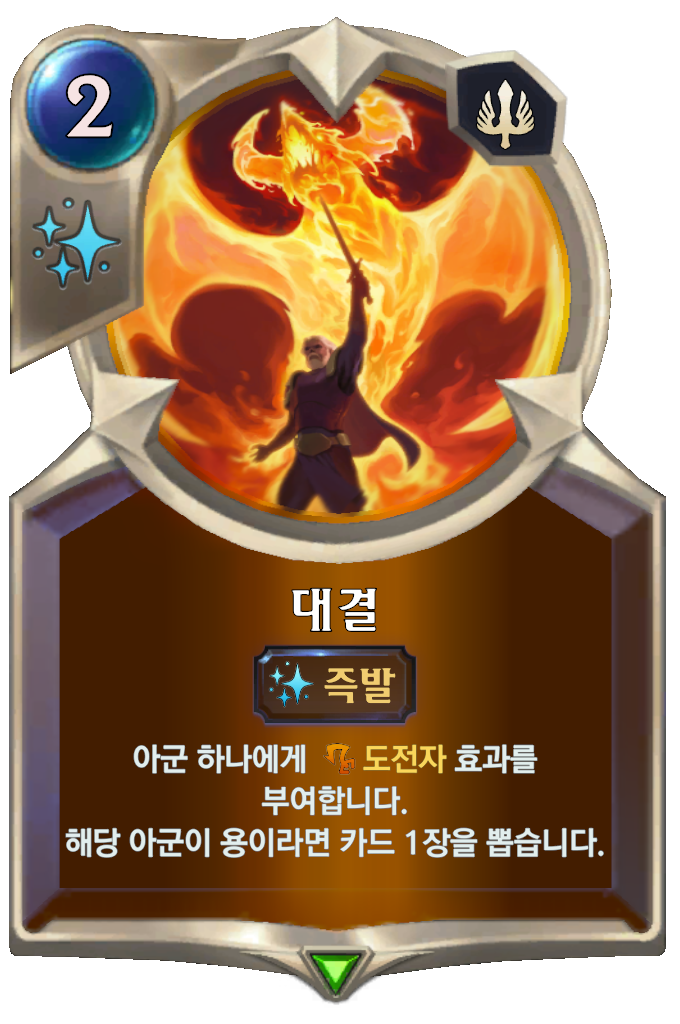 2
대결
즉발
아군 하나에게 도전자 효과를
부여합니다.
해당 아군이 용이라면 카드 1장을 뽑습니다.